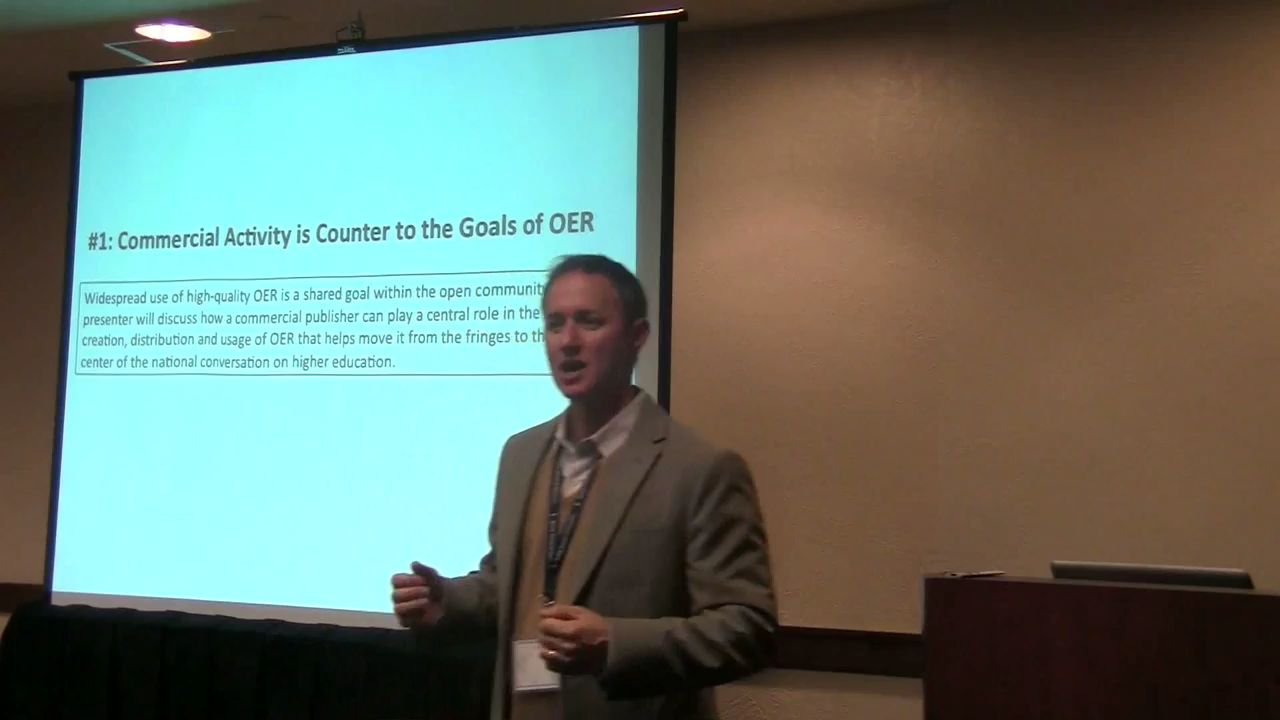 #1: Commercial Activity is Counter to the Goals of OER
Widespread use of high-quality OER is a shared goal within the open community
presenter will discuss how a commercial publisher can play a central role in the
creation, distribution and usage of OER that helps move it from the fringes to
center of the national conversation on higher education.